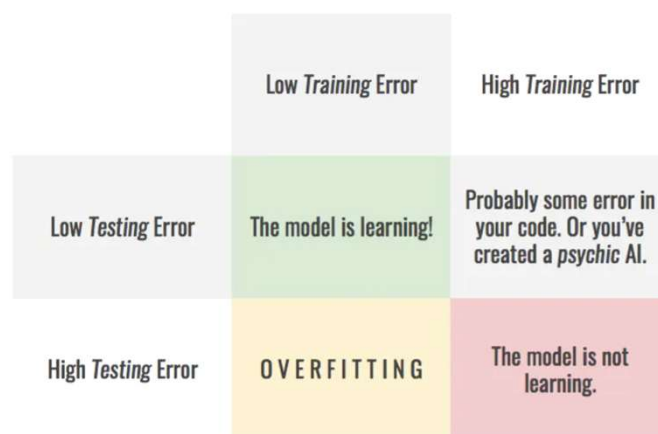 Low Training Error
High Training Error
Low Testing Error
The model is learning!
Probably some error in
your code. Or you've
created a psychic AI.
High Testing Error
OVERFITTING
The model is not
learning.